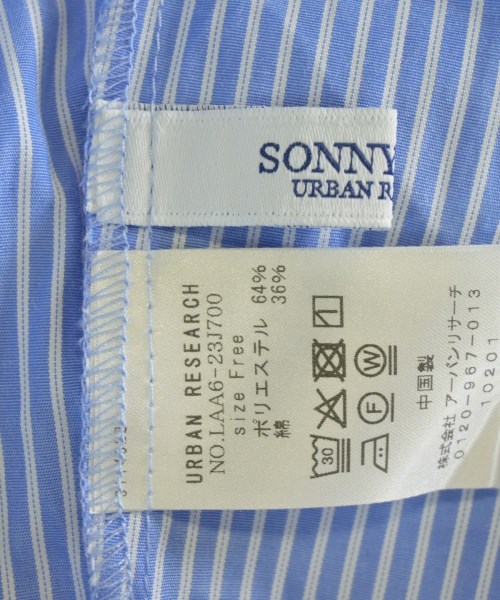 SONNY
URBAN R
URBAN RESEARCH
NO.LAA6-23J700
size Free
ポリエステル 64%
綿 36%
30
F
W
中国製
株式会社 アーバンリサーチ
0120-967-013
10201